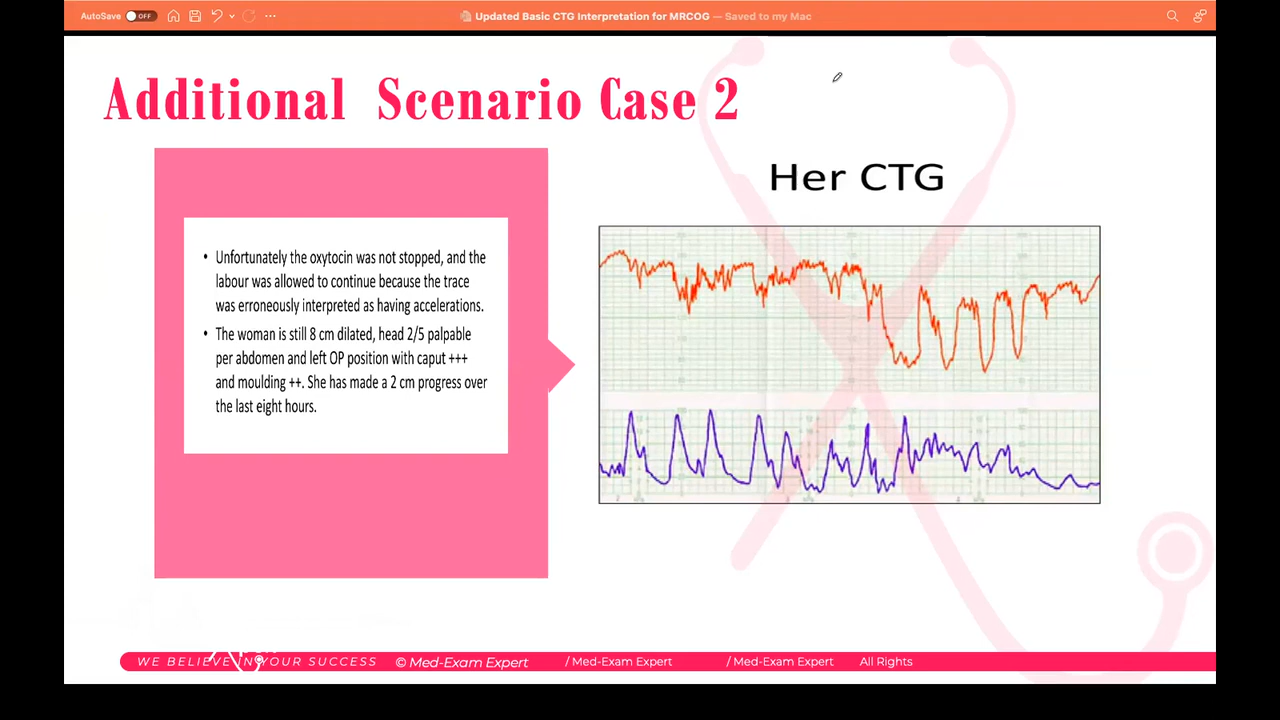 AutoSave OFF
Updated Basic CTG Interpretation for MRCOG — Saved to my Mac
Additional Scenario Case 2
• Unfortunately the oxytocin was not stopped, and the
labour was allowed to continue because the trace
was erroneously interpreted as having accelerations.
• The woman is still 8 cm dilated, head 2/5 palpable
per abdomen and left OP position with caput +++
and moulding ++. She has made a 2 cm progress over
the last eight hours.
Her CTG
WE BELIEVE IN YOUR SUCCESS © Med-Exam Expert / Med-Exam Expert / Med-Exam Expert All Rights